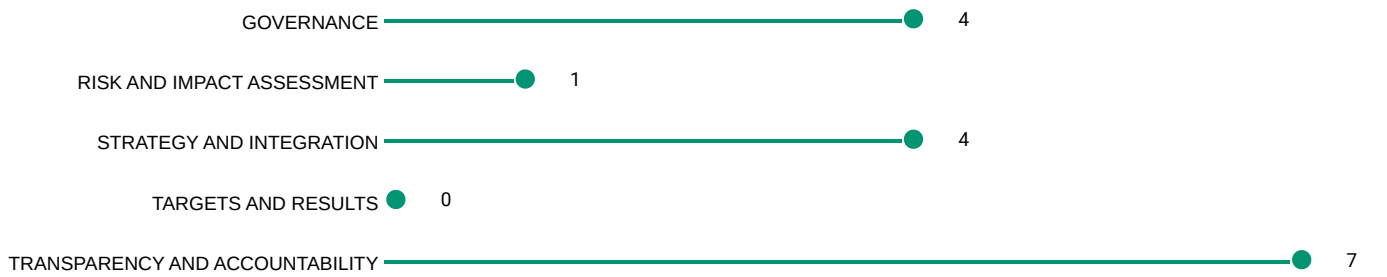 GOVERNANCE 4
RISK AND IMPACT ASSESSMENT 1
STRATEGY AND INTEGRATION 4
TARGETS AND RESULTS 0
TRANSPARENCY AND ACCOUNTABILITY 7